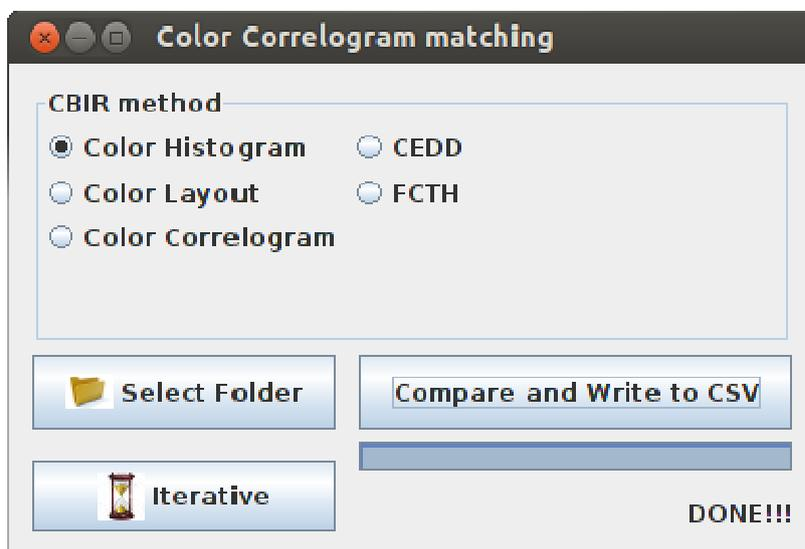 Color Correlogram matching
CBIR method
Color Histogram
CEDD
Color Layout
FCTH
Color Correlogram
Select Folder
Compare and Write to CSV
Iterative
DONE!!!